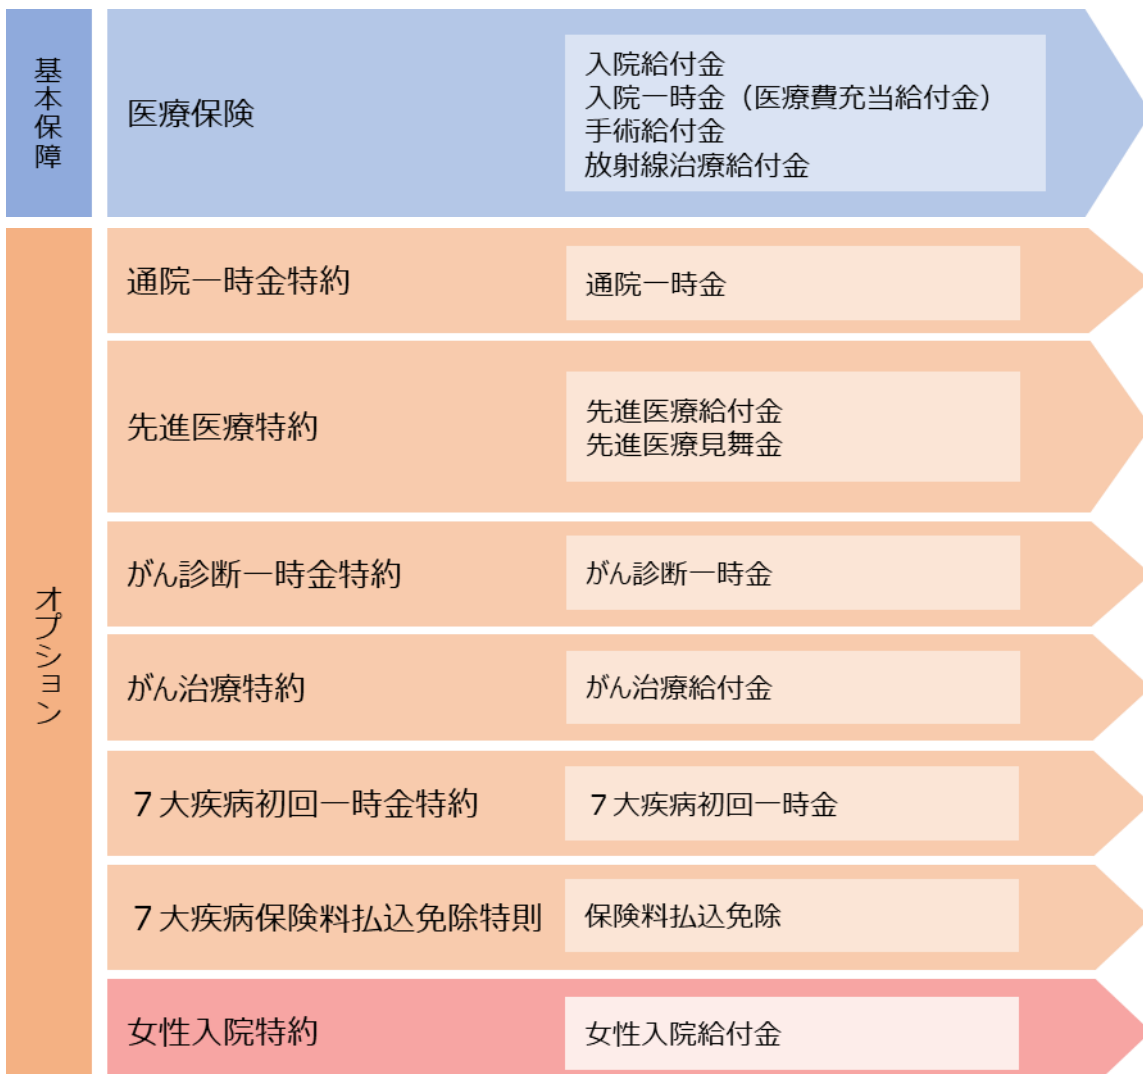 基本保障
医療保険
入院給付金
入院一時金（医療費充当給付金）
手術給付金
放射線治療給付金
オプション
通院一時金特約
通院一時金
先進医療特約
先進医療給付金
先進医療見舞金
がん診断一時金特約
がん診断一時金
がん治療特約
がん治療給付金
７大疾病初回一時金特約
７大疾病初回一時金
７大疾病保険料払込免除特則
保険料払込免除
女性入院特約
女性入院給付金